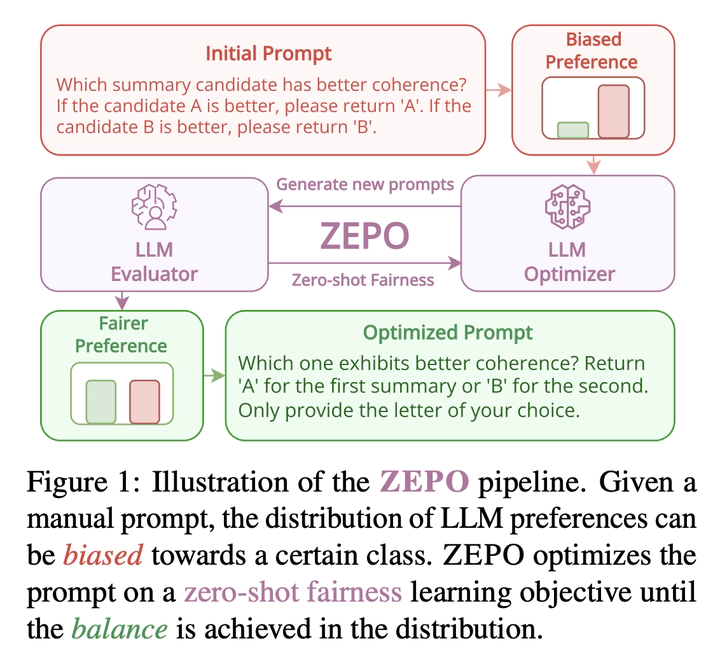 Initial Prompt
Which summary candidate has better coherence?
If the candidate A is better, please return 'A'. If the
candidate B is better, please return 'B'.
Biased
Preference
Generate new prompts
LLM
Evaluator
ZEPO
LLM
Optimizer
Zero-shot Fairness
Fairer
Preference
Optimized Prompt
Which one exhibits better coherence? Return
'A' for the first summary or 'B' for the second.
Only provide the letter of your choice.
Figure 1: Illustration of the ZEPO pipeline. Given a
manual prompt, the distribution of LLM preferences can
be biased towards a certain class. ZEPO optimizes the
prompt on a zero-shot fairness learning objective until
the balance is achieved in the distribution.